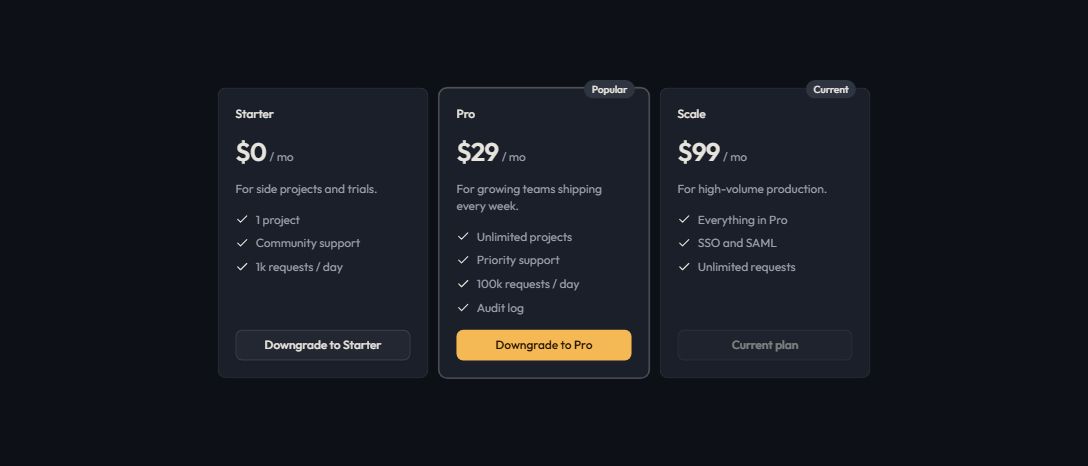 Starter
$0 / mo
For side projects and trials.
1 project
Community support
1k requests / day
Downgrade to Starter
Popular
Pro
$29 / mo
For growing teams shipping
every week.
Unlimited projects
Priority support
100k requests / day
Audit log
Downgrade to Pro
Current
Scale
$99 / mo
For high-volume production.
Everything in Pro
SSO and SAML
Unlimited requests
Current plan